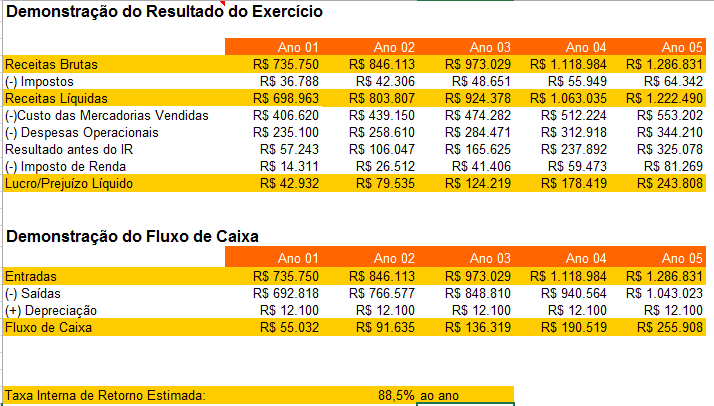 Demonstração do Resultado do Exercício
Ano 01 Ano 02 Ano 03 Ano 04 Ano 05
Receitas Brutas R$ 735.750 R$ 846.113 R$ 973.029 R$ 1.118.984 R$ 1.286.831
(-) Impostos R$ 36.788 R$ 42.306 R$ 48.651 R$ 55.949 R$ 64.342
Receitas Líquidas R$ 698.963 R$ 803.807 R$ 924.378 R$ 1.063.035 R$ 1.222.490
(-)Custo das Mercadorias Vendidas R$ 406.620 R$ 439.150 R$ 474.282 R$ 512.224 R$ 553.202
(-) Despesas Operacionais R$ 235.100 R$ 258.610 R$ 284.471 R$ 312.918 R$ 344.210
Resultado antes do IR R$ 57.243 R$ 106.047 R$ 165.625 R$ 237.892 R$ 325.078
(-) Imposto de Renda R$ 14.311 R$ 26.512 R$ 41.406 R$ 59.473 R$ 81.269
Lucro/Prejuízo Líquido R$ 42.932 R$ 79.535 R$ 124.219 R$ 178.419 R$ 243.808
Demonstração do Fluxo de Caixa
Ano 01 Ano 02 Ano 03 Ano 04 Ano 05
Entradas R$ 735.750 R$ 846.113 R$ 973.029 R$ 1.118.984 R$ 1.286.831
(-) Saídas R$ 692.818 R$ 766.577 R$ 848.810 R$ 940.564 R$ 1.043.023
(+) Depreciação R$ 12.100 R$ 12.100 R$ 12.100 R$ 12.100 R$ 12.100
Fluxo de Caixa R$ 55.032 R$ 91.635 R$ 136.319 R$ 190.519 R$ 255.908
Taxa Interna de Retorno Estimada: 88,5% ao ano